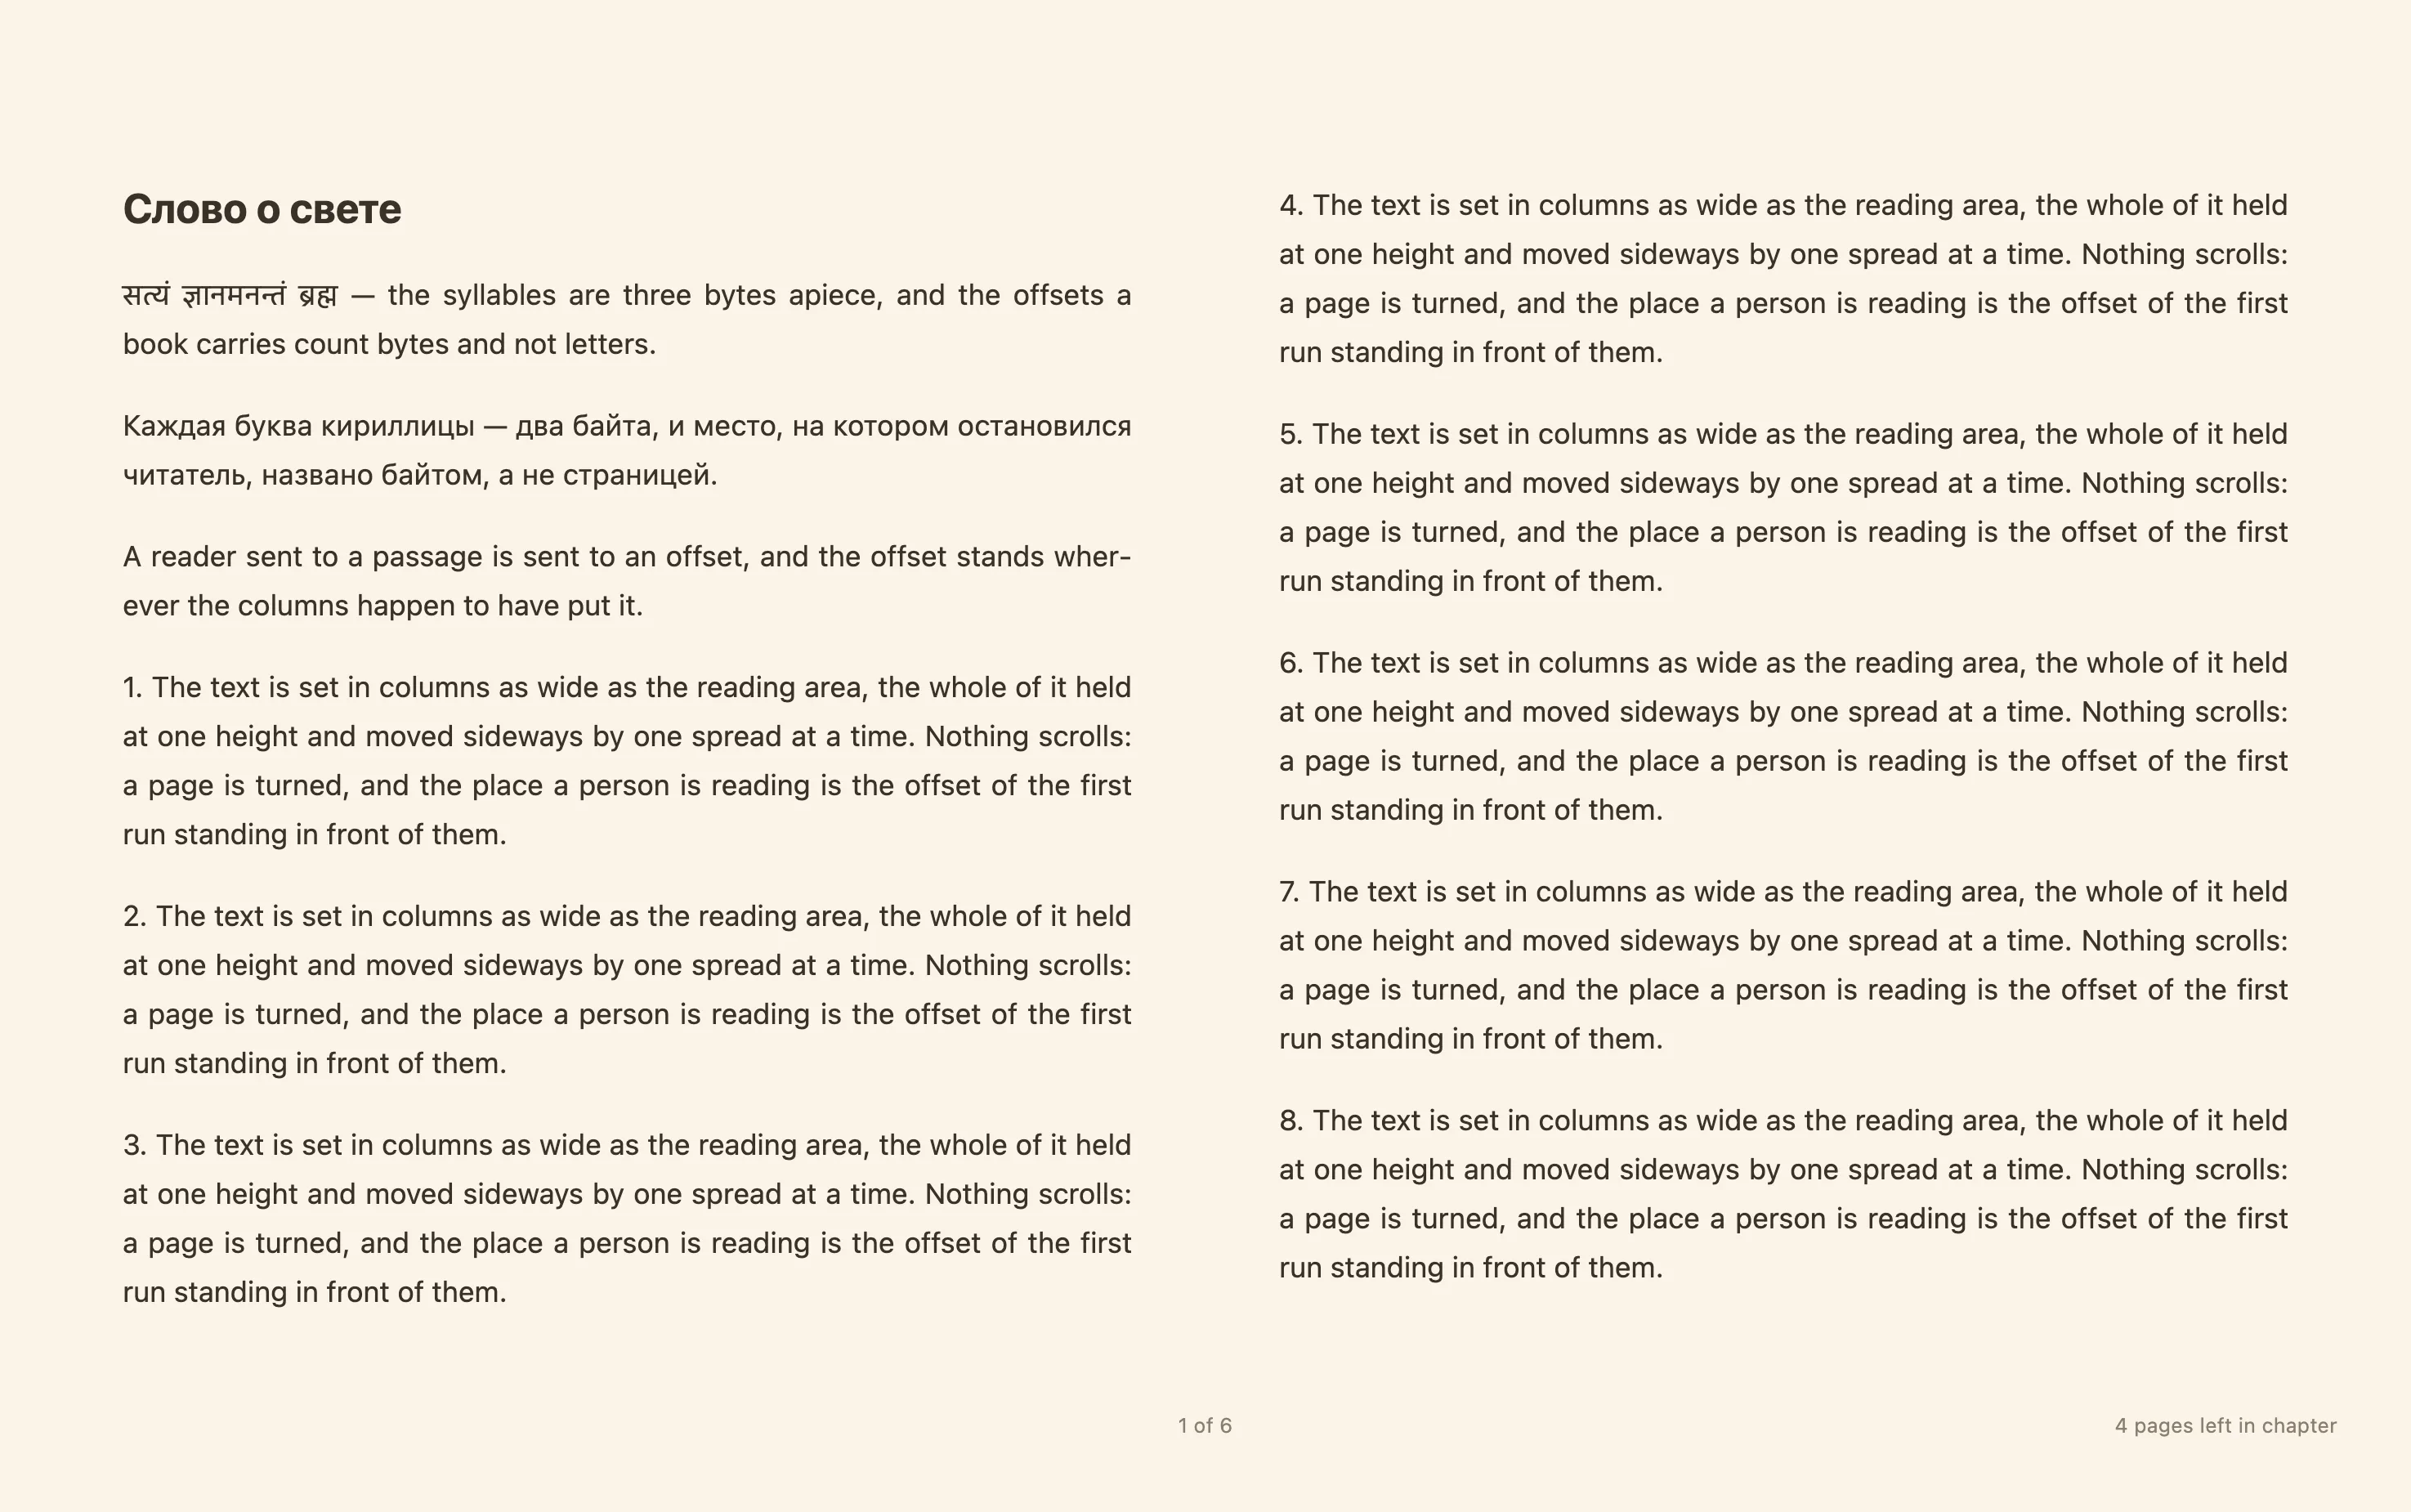 Слово о свете
सत्यं ज्ञानमनन्तं ब्रह्म — the syllables are three bytes apiece, and the offsets a
book carries count bytes and not letters.
Каждая буква кириллицы — два байта, и место, на котором остановился
читатель, названо байтом, а не страницей.
A reader sent to a passage is sent to an offset, and the offset stands wher-
ever the columns happen to have put it.
1. The text is set in columns as wide as the reading area, the whole of it held
at one height and moved sideways by one spread at a time. Nothing scrolls:
a page is turned, and the place a person is reading is the offset of the first
run standing in front of them.
2. The text is set in columns as wide as the reading area, the whole of it held
at one height and moved sideways by one spread at a time. Nothing scrolls:
a page is turned, and the place a person is reading is the offset of the first
run standing in front of them.
3. The text is set in columns as wide as the reading area, the whole of it held
at one height and moved sideways by one spread at a time. Nothing scrolls:
a page is turned, and the place a person is reading is the offset of the first
run standing in front of them.
4. The text is set in columns as wide as the reading area, the whole of it held
at one height and moved sideways by one spread at a time. Nothing scrolls:
a page is turned, and the place a person is reading is the offset of the first
run standing in front of them.
5. The text is set in columns as wide as the reading area, the whole of it held
at one height and moved sideways by one spread at a time. Nothing scrolls:
a page is turned, and the place a person is reading is the offset of the first
run standing in front of them.
6. The text is set in columns as wide as the reading area, the whole of it held
at one height and moved sideways by one spread at a time. Nothing scrolls:
a page is turned, and the place a person is reading is the offset of the first
run standing in front of them.
7. The text is set in columns as wide as the reading area, the whole of it held
at one height and moved sideways by one spread at a time. Nothing scrolls:
a page is turned, and the place a person is reading is the offset of the first
run standing in front of them.
8. The text is set in columns as wide as the reading area, the whole of it held
at one height and moved sideways by one spread at a time. Nothing scrolls:
a page is turned, and the place a person is reading is the offset of the first
run standing in front of them.
1 of 6
4 pages left in chapter